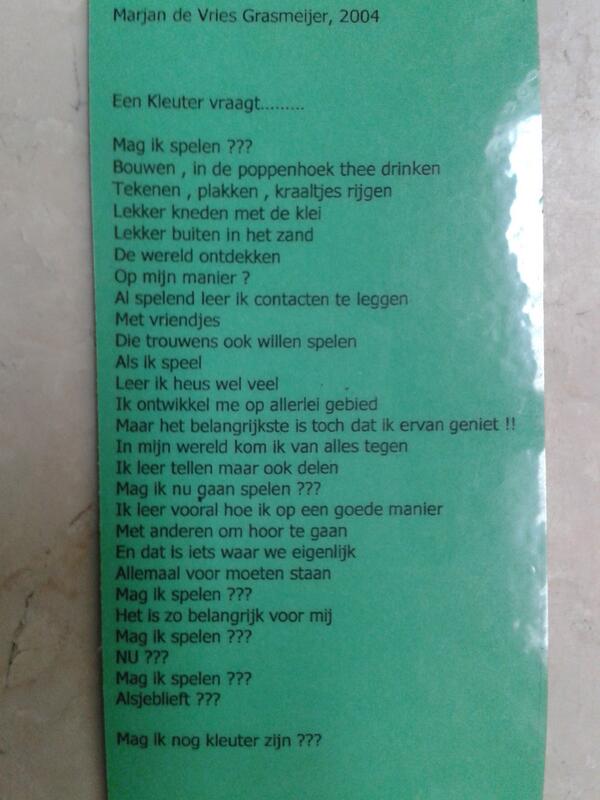 Marjan de Vries Grasmeijer, 2004
Een Kleuter vraagt.........
Mag ik spelen ???
Bouwen , in de poppenhoek thee drinken
Tekenen , plakken , kraaltjes rijgen
Lekker kneden met de klei
Lekker buiten in het zand
De wereld ontdekken
Op mijn manier ?
Al spelend leer ik contacten te leggen
Met vriendjes
Die trouwens ook willen spelen
Als ik speel
Leer ik heus wel veel
Ik ontwikkel me op allerlei gebied
Maar het belangrijkste is toch dat ik ervan geniet !!
In mijn wereld kom ik van alles tegen
Ik leer tellen maar ook delen
Mag ik nu gaan spelen ???
Ik leer vooral hoe ik op een goede manier
Met anderen om hoor te gaan
En dat is iets waar we eigenlijk
Allemaal voor moeten staan
Mag ik spelen ???
Het is zo belangrijk voor mij
Mag ik spelen ???
NU ???
Mag ik spelen ???
Alsjeblieft ???
Mag ik nog kleuter zijn ???